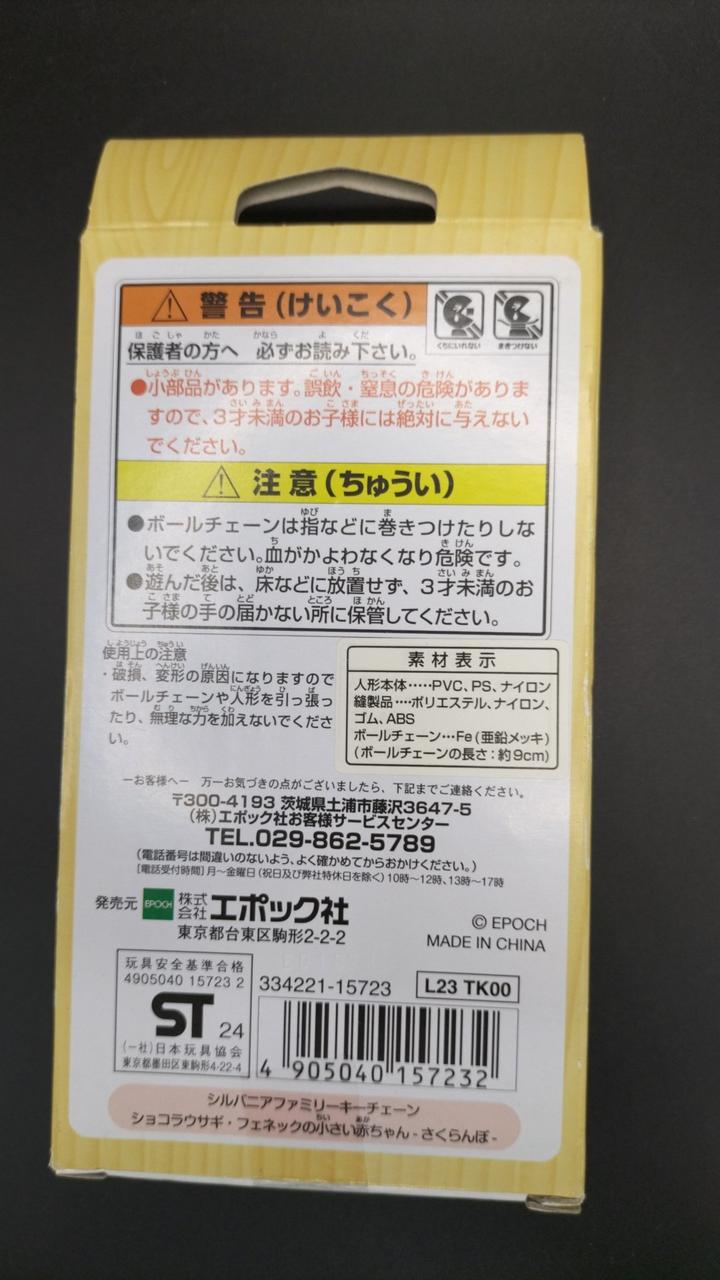 警告(けいこく)
くちにいれない
まきつけない
保護者の方へ 必ずお読み下さい。
●小部品があります。誤飲・窒息の危険がありま
すので、3才未満のお子様には絶対に与えない
でください。
注意(ちゅうい)
●ボールチェーンは指などに巻きつけたりしな
いでください。血がかよわなくなり危険です。
●遊んだ後は、床などに放置せず、3才未満のお
子様の手の届かない所に保管してください。
使用上の注意
・破損、変形の原因になりますので
ボールチェーンや人形を引っ張っ
たり、無理な力を加えないでくださ
い。
素材表示
人形本体‥‥‥PVC、PS、ナイロン
縫製品‥‥ポリエステル、ナイロン、
ゴム、ABS
ボールチェーン…Fe(亜鉛メッキ)
(ボールチェーンの長さ:約9cm)
―お客様へ― 万一お気づきの点がございましたら、下記までご連絡ください。
〒300-4193 茨城県土浦市藤沢3647-5
(株)エポック社お客様サービスセンター
TEL.029-862-5789
(電話番号は間違いのないよう、よく確かめてからおかけください。)
[電話受付時間]月〜金曜日(祝日及び弊社特休日を除く)10時〜12時、13時〜17時
発売元 EPOCH 株式会社エポック社
東京都台東区駒形2-2-2
© EPOCH
MADE IN CHINA
玩具安全基準合格
4905040 15723 2
ST 24
(一社)日本玩具協会
東京都墨田区東駒形4-22-4
334221-15723
L23 TK00
4 905040 157232
シルバニアファミリーキーチェーン
ショコラウサギ・フェネックの小さい赤ちゃん-さくらんぼ-